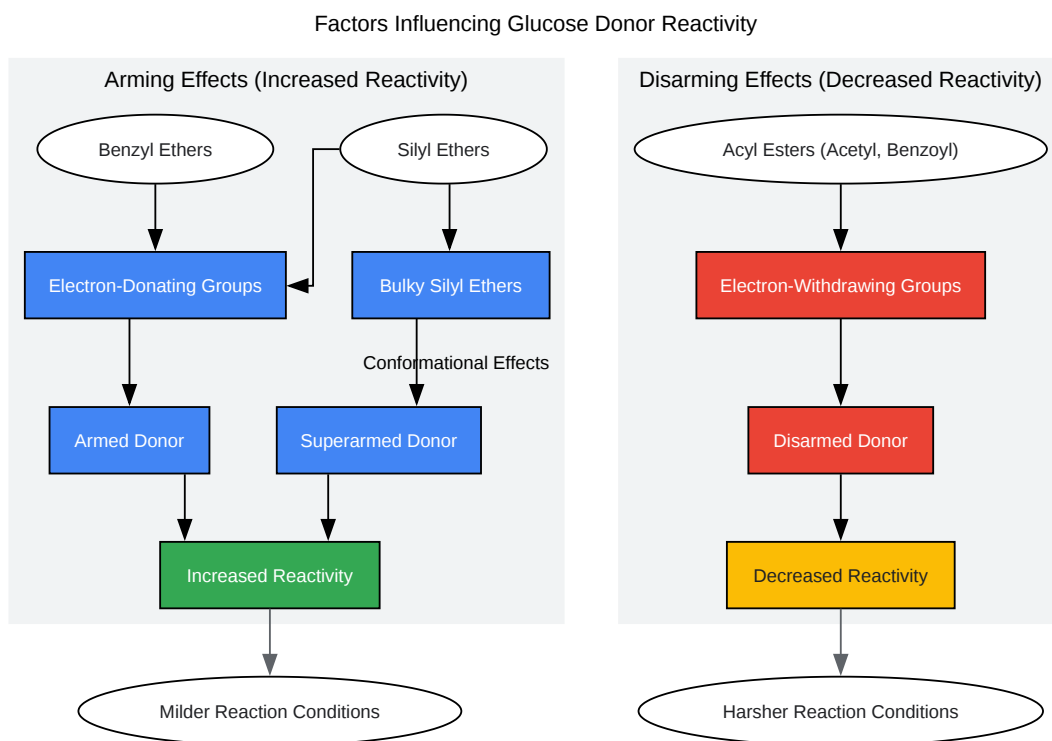 Factors Influencing Glucose Donor Reactivity
Arming Effects (Increased Reactivity)
Benzyl Ethers
Silyl Ethers
Electron-Donating Groups
Bulky Silyl Ethers
Conformational Effects
Armed Donor
Superarmed Donor
Increased Reactivity
Milder Reaction Conditions
Disarming Effects (Decreased Reactivity)
Acyl Esters (Acetyl, Benzoyl)
Electron-Withdrawing Groups
Disarmed Donor
Decreased Reactivity
Harsher Reaction Conditions